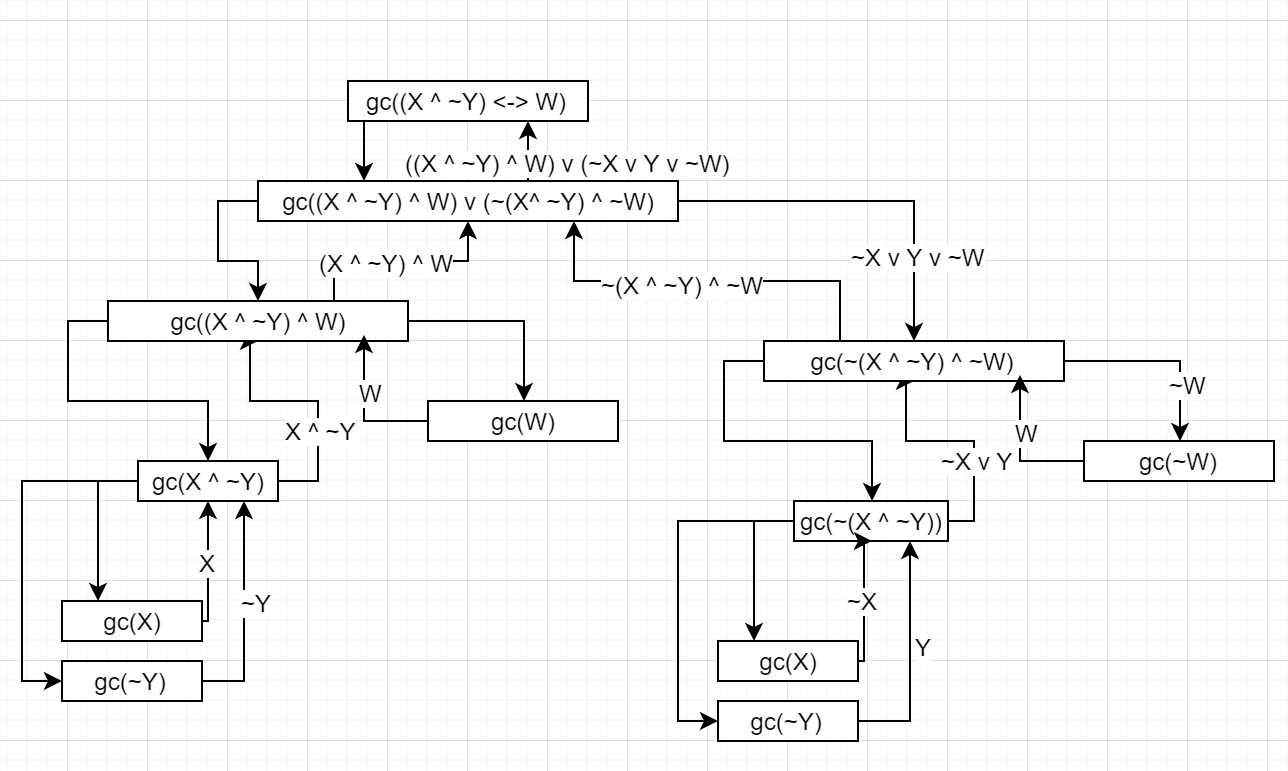 gc((X ^ ~Y) <-> W)
((X ^ ~Y) ^ W) v (~X v Y v ~W)
gc((X ^ ~Y) ^ W) v (~(X^ ~Y) ^ ~W)
(X ^ ~Y) ^ W
~X v Y v ~W
~(X ^ ~Y) ^ ~W
gc((X ^ ~Y) ^ W)
gc(~(X ^ ~Y) ^ ~W)
W
~W
gc(W)
X ^ ~Y
W
~X v Y
gc(~W)
gc(X ^ ~Y)
gc(~(X ^ ~Y))
X
~Y
~X
gc(X)
Y
gc(X)
gc(~Y)
gc(~Y)